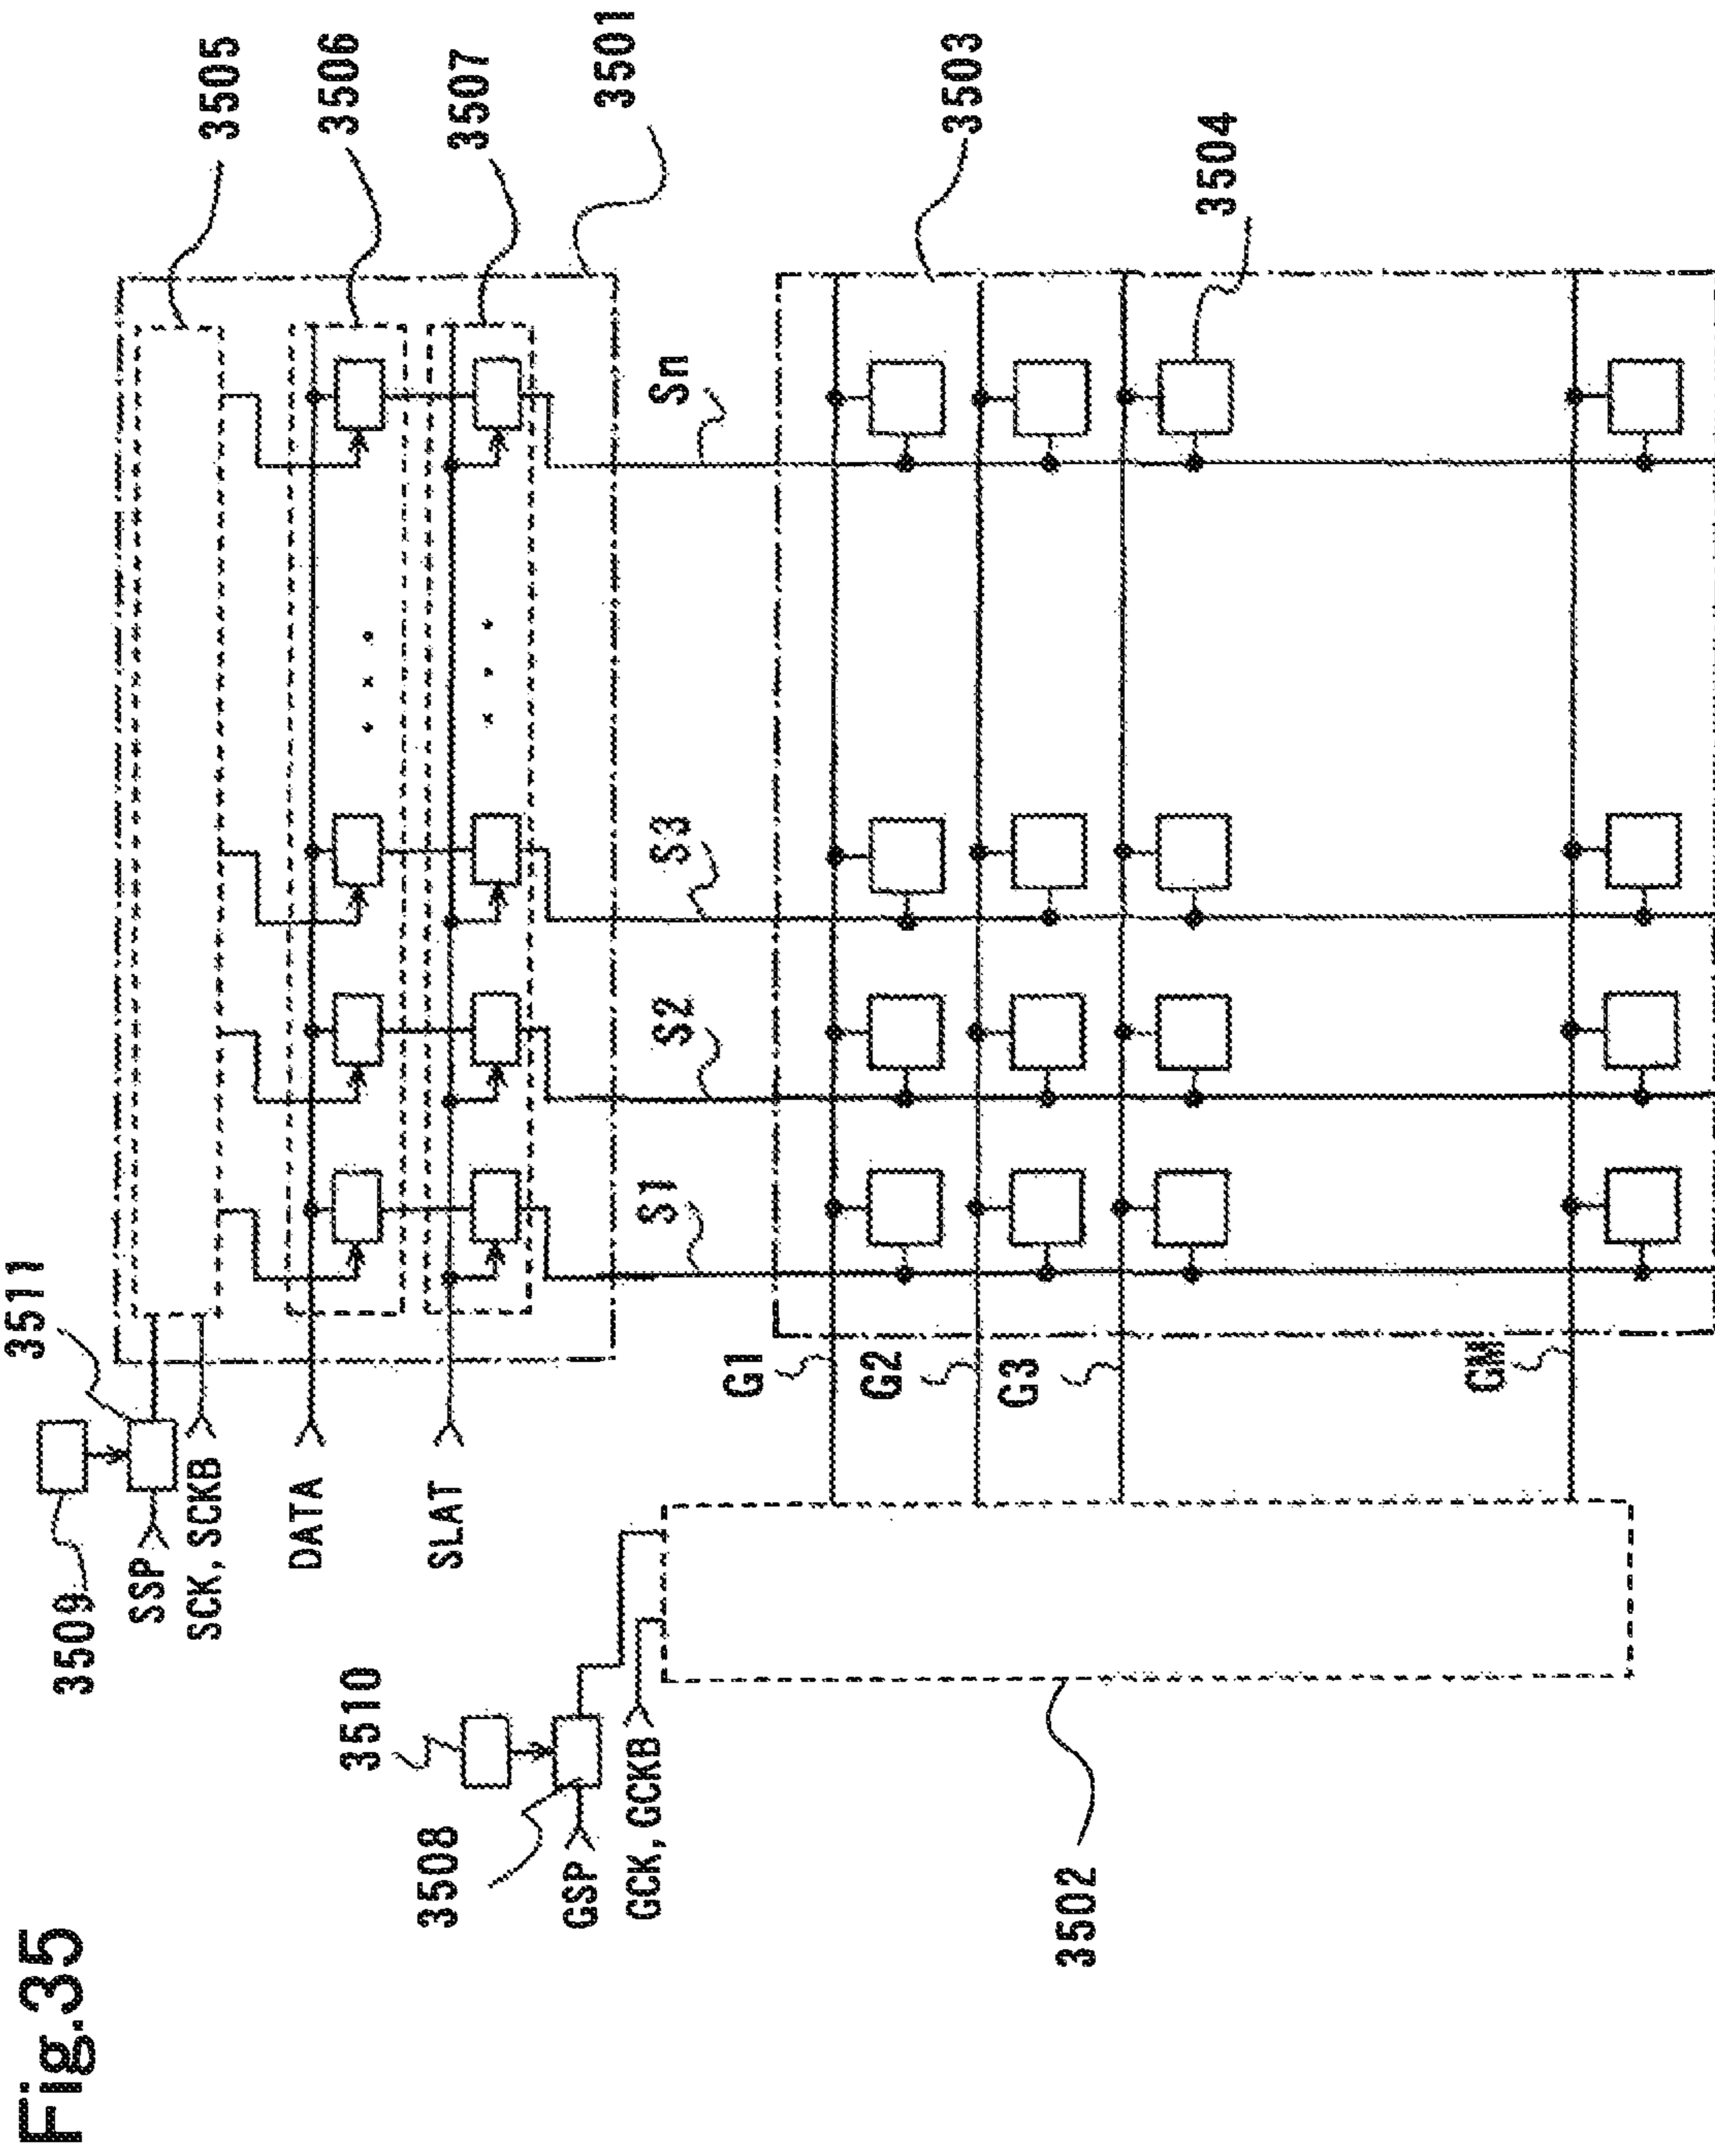 Fig.35
3505
3506
3507
3501
3503
3504
3511
3509
SSP
SCK, SCKB
DATA
SLAT
S1
S2
S3
Sn
3510
3508
GSP
GCK, GCKB
G1
G2
G3
GM
3502